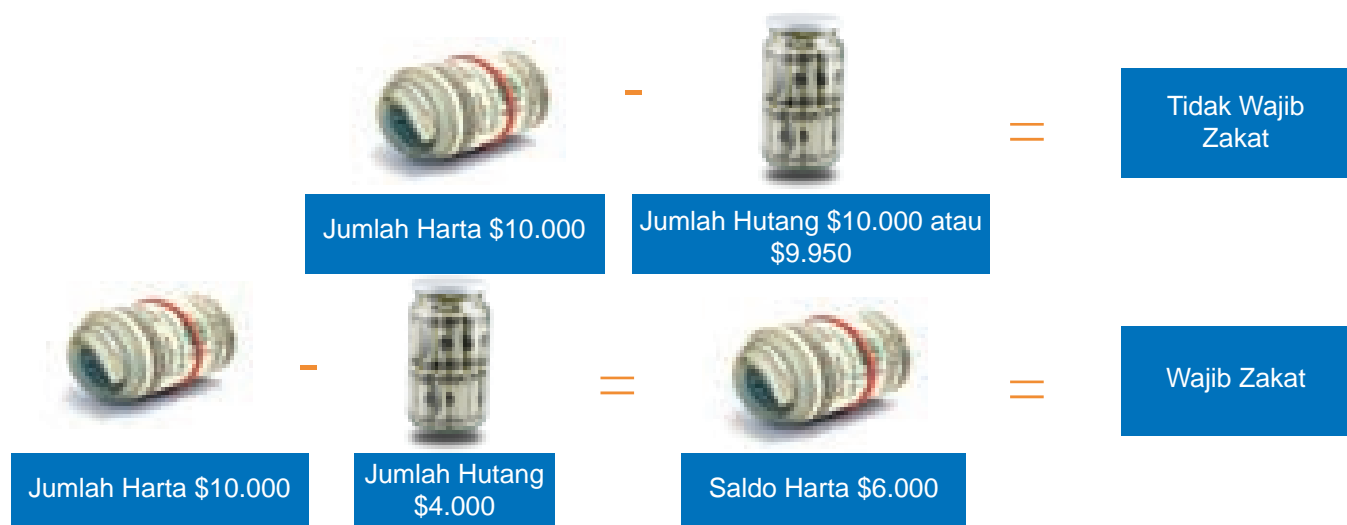 -
=
Tidak Wajib
Zakat
Jumlah Harta $10.000
Jumlah Hutang $10.000 atau
$9.950
-
=
=
Wajib Zakat
Jumlah Harta $10.000
Jumlah Hutang
$4.000
Saldo Harta $6.000